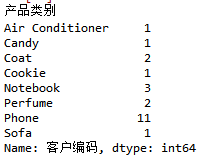 产品类别
Air Conditioner 1
Candy 1
Coat 2
Cookie 1
Notebook 3
Perfume 2
Phone 11
Sofa 1
Name: 客户编码, dtype: int64